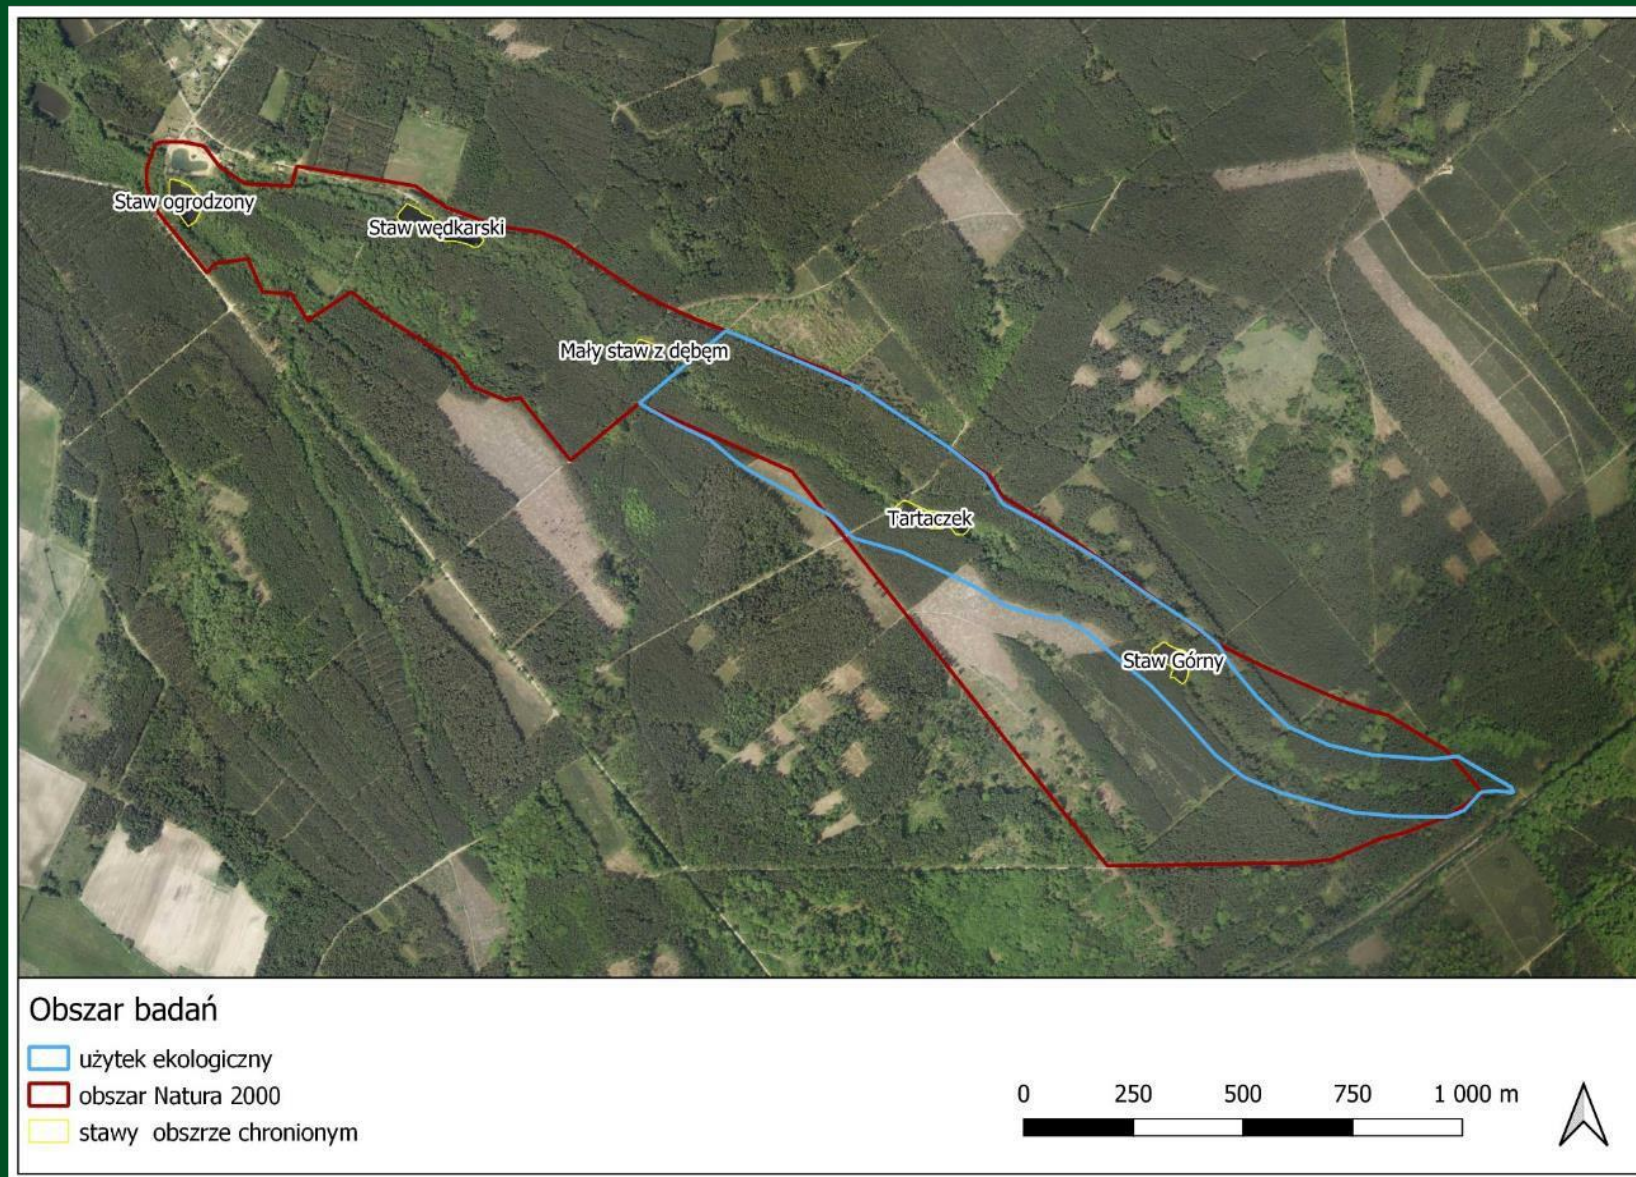 Staw ogrodzony
Staw wędkarski
Mały staw z dębęm
Tartaczek
Staw Górny
Obszar badań
użytek ekologiczny
obszar Natura 2000
stawy obszrze chronionym
0 250 500 750 1 000 m